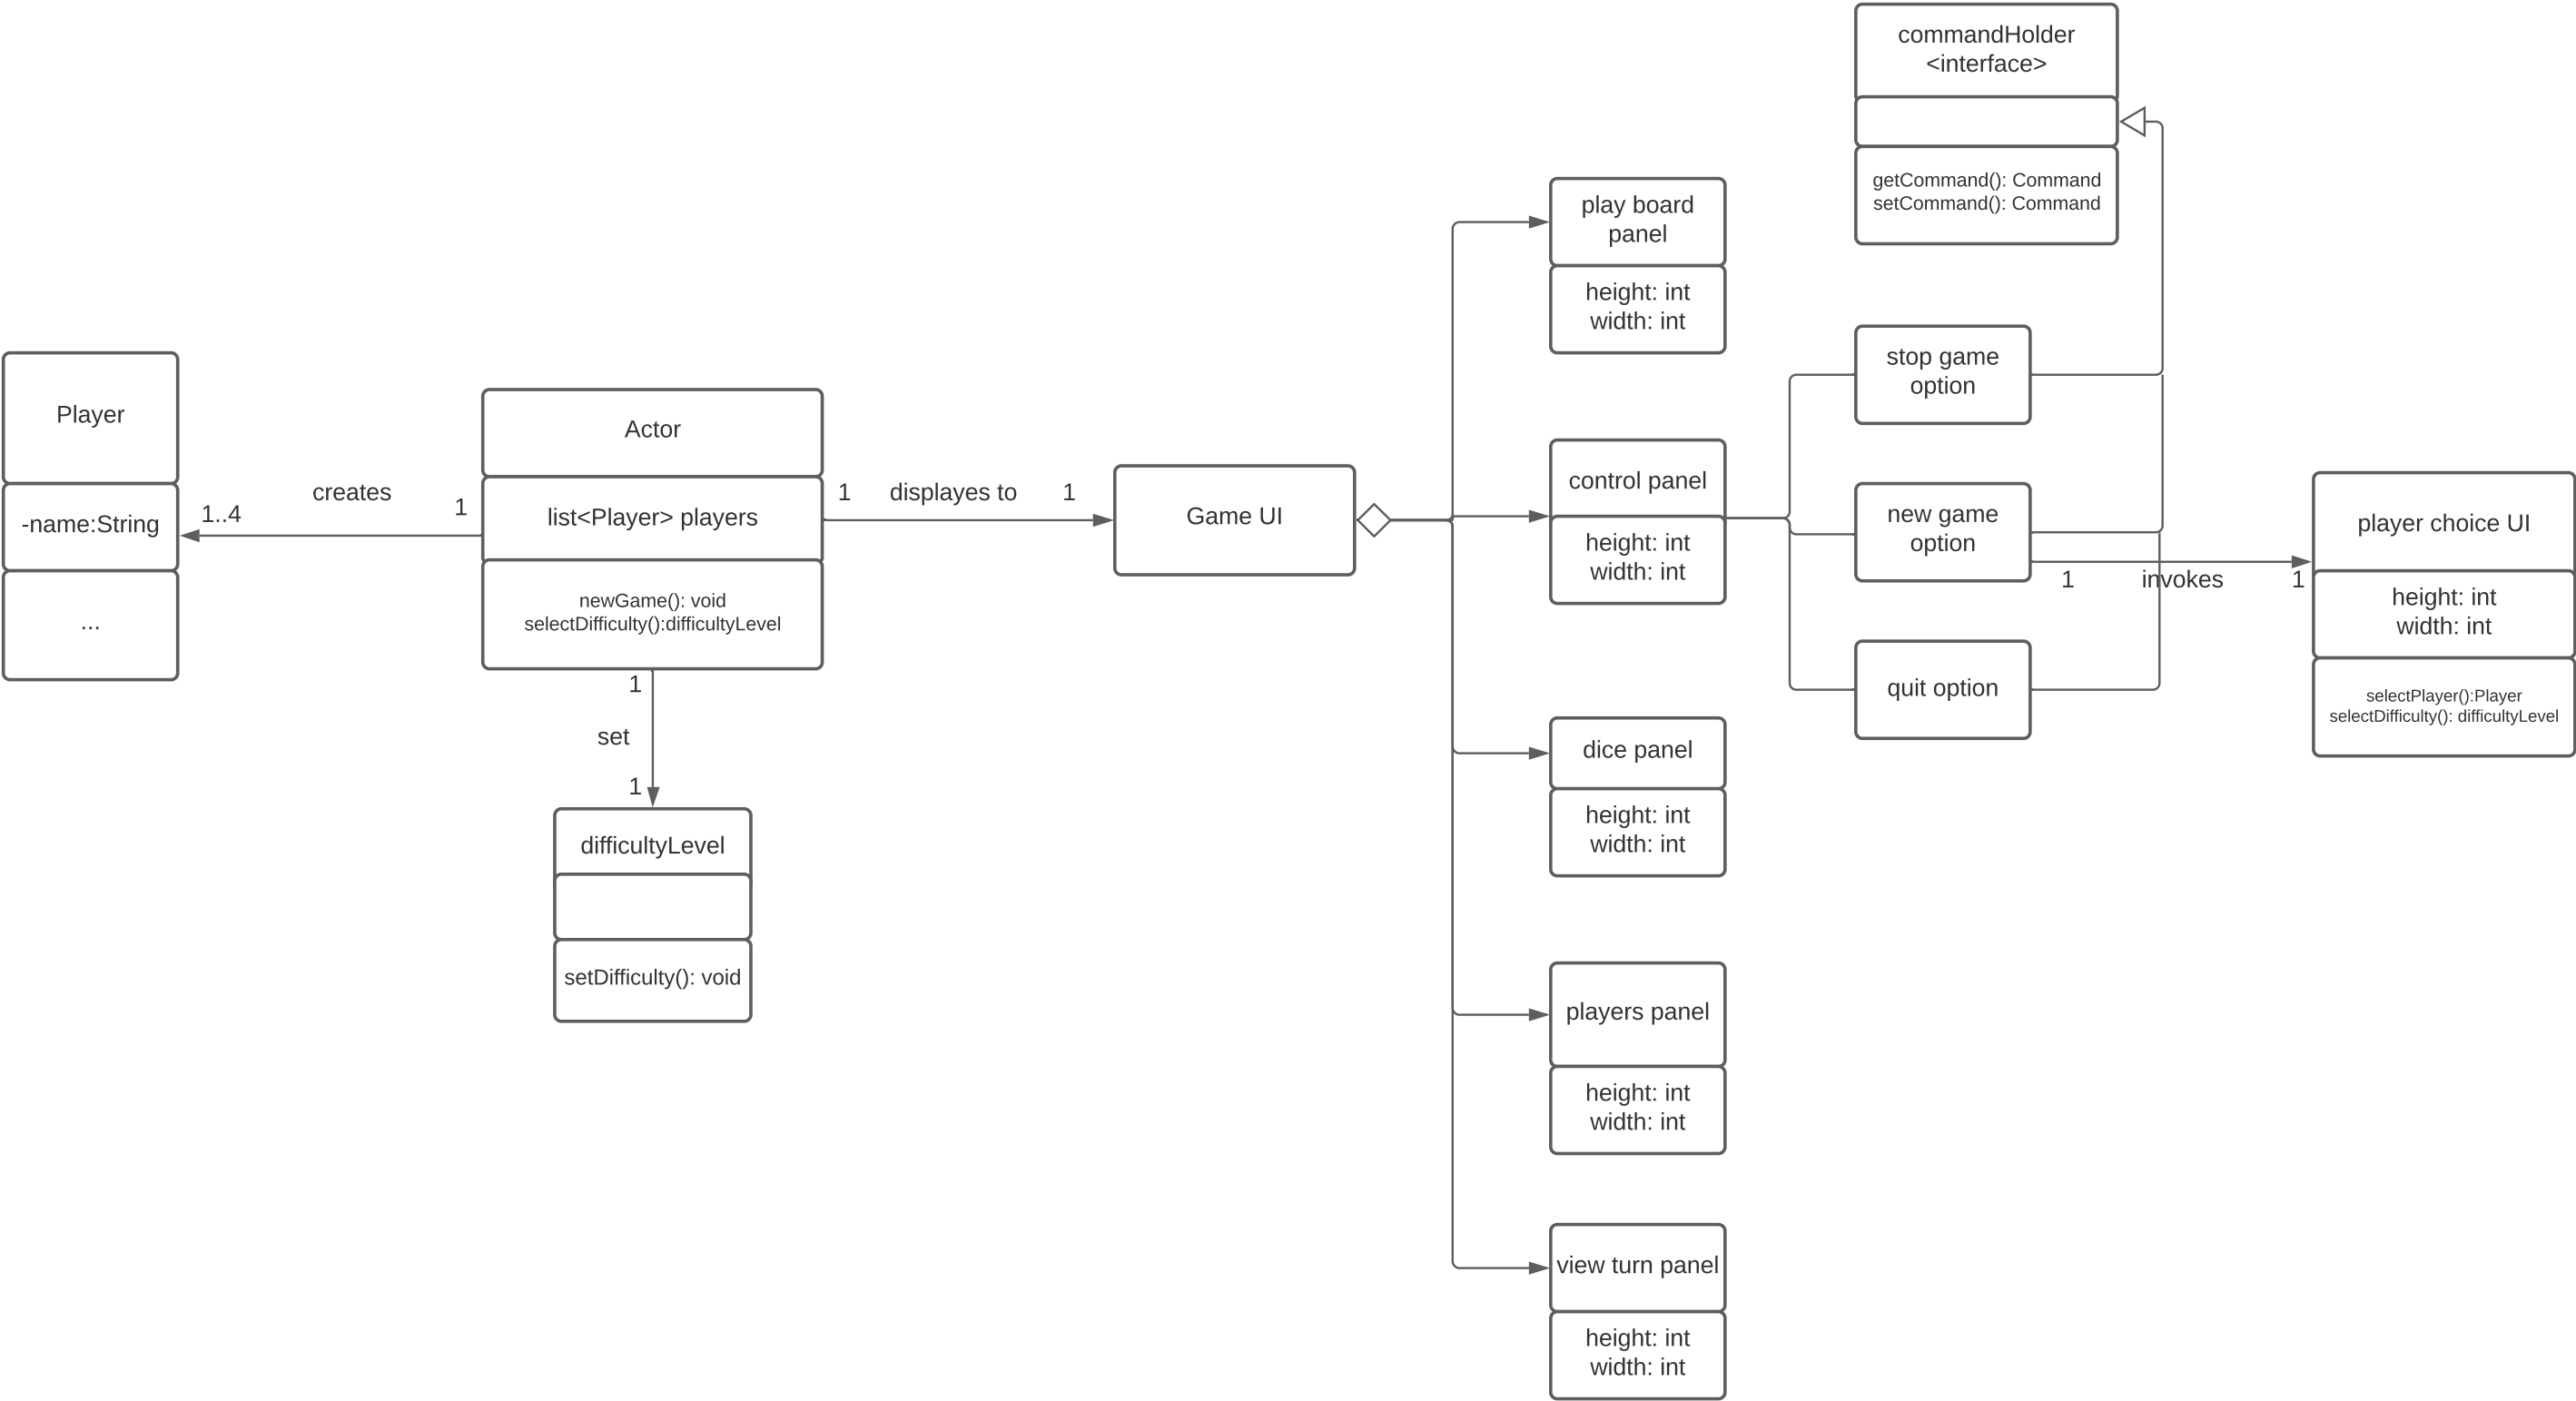 commandHolder
<interface>
getCommand(): Command
setCommand(): Command
play board
panel
height: int
width: int
stop game
option
Player
-name:String
...
creates
1..4
1
Actor
list<Player> players
newGame(): void
selectDifficulty():difficultyLevel
1
displayes to
1
Game UI
control panel
height: int
width: int
new game
option
1
invokes
1
player choice UI
height: int
width: int
selectPlayer():Player
selectDifficulty(): difficultyLevel
quit option
1
set
1
difficultyLevel
setDifficulty(): void
dice panel
height: int
width: int
players panel
height: int
width: int
view turn panel
height: int
width: int